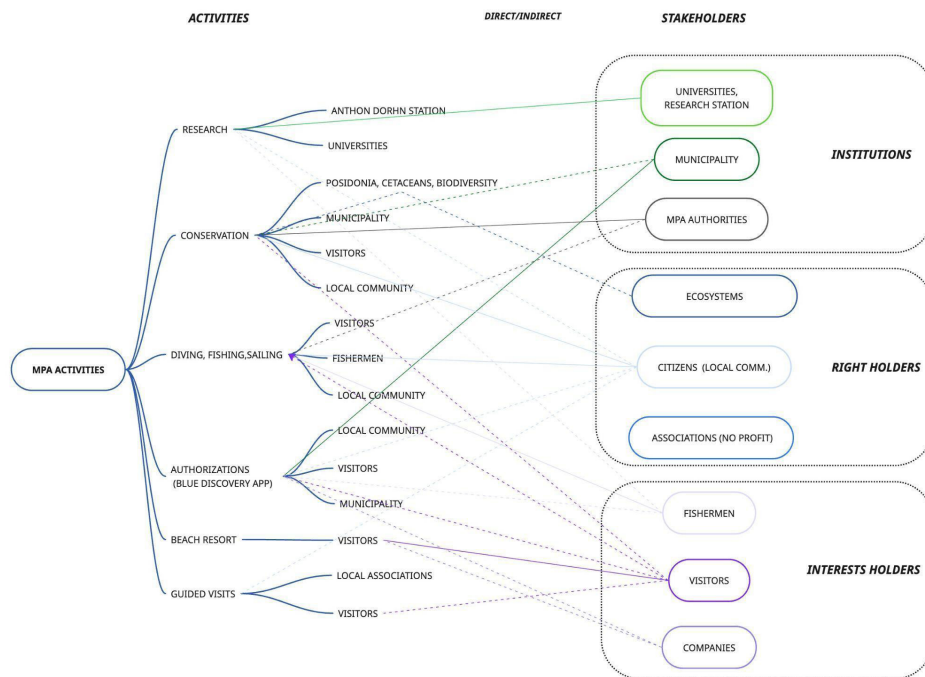 ACTIVITIES
DIRECT/INDIRECT
STAKEHOLDERS
MPA ACTIVITIES
RESEARCH
ANTHON DORHN STATION
UNIVERSITIES
CONSERVATION
POSIDONIA, CETACEANS, BIODIVERSITY
MUNICIPALITY
VISITORS
LOCAL COMMUNITY
DIVING, FISHING,SAILING
VISITORS
FISHERMEN
LOCAL COMMUNITY
AUTHORIZATIONS
(BLUE DISCOVERY APP)
LOCAL COMMUNITY
VISITORS
MUNICIPALITY
BEACH RESORT
VISITORS
GUIDED VISITS
LOCAL ASSOCIATIONS
VISITORS
UNIVERSITIES,
RESEARCH STATION
MUNICIPALITY
MPA AUTHORITIES
INSTITUTIONS
ECOSYSTEMS
CITIZENS (LOCAL COMM.)
ASSOCIATIONS (NO PROFIT)
RIGHT HOLDERS
FISHERMEN
VISITORS
COMPANIES
INTERESTS HOLDERS